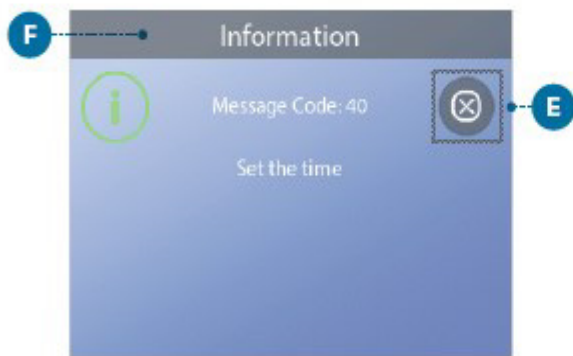 F
Information
Message Code: 40
E
Set the time